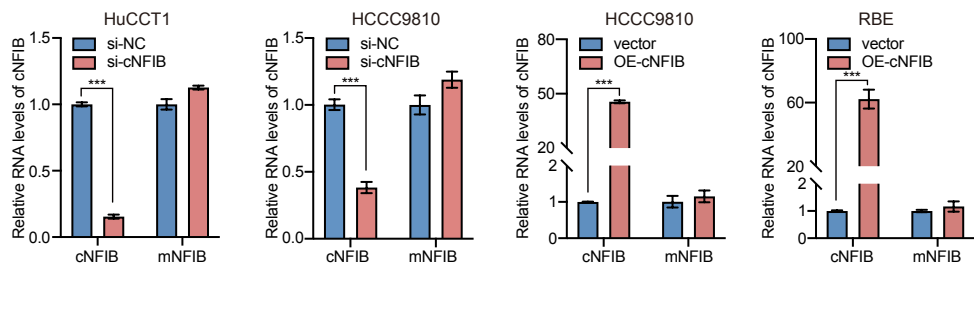 HuCCT1
Relative RNA levels of cNFIB
1.5
1.0
0.5
0.0
si-NC
si-cNFIB
***
cNFIB mNFIB
HCCC9810
Relative RNA levels of cNFIB
1.5
1.0
0.5
0.0
si-NC
si-cNFIB
***
cNFIB mNFIB
HCCC9810
Relative RNA levels of cNFIB
80
50
20
2
1
0
vector
OE-cNFIB
***
cNFIB mNFIB
RBE
Relative RNA levels of cNFIB
100
60
20
2
1
0
vector
OE-cNFIB
***
cNFIB mNFIB